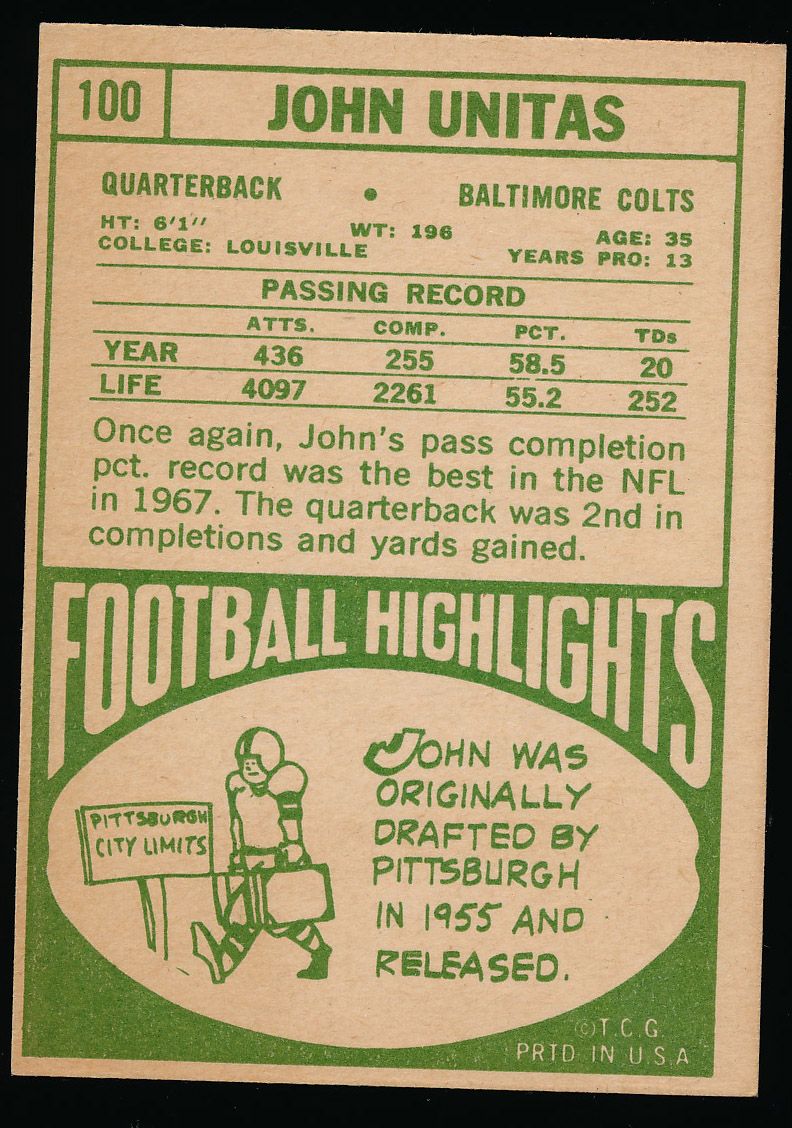 100
JOHN UNITAS
QUARTERBACK • BALTIMORE COLTS
HT: 6'1" WT: 196 AGE: 35
COLLEGE: LOUISVILLE YEARS PRO: 13
PASSING RECORD
ATTS. COMP. PCT. TDs
YEAR 436 255 58.5 20
LIFE 4097 2261 55.2 252
Once again, John's pass completion
pct. record was the best in the NFL
in 1967. The quarterback was 2nd in
completions and yards gained.
FOOTBALL HIGHLIGHTS
PITTSBURGH
CITY LIMITS
JOHN WAS
ORIGINALLY
DRAFTED BY
PITTSBURGH
IN 1955 AND
RELEASED.
©T.C.G.
PRTD IN U.S.A